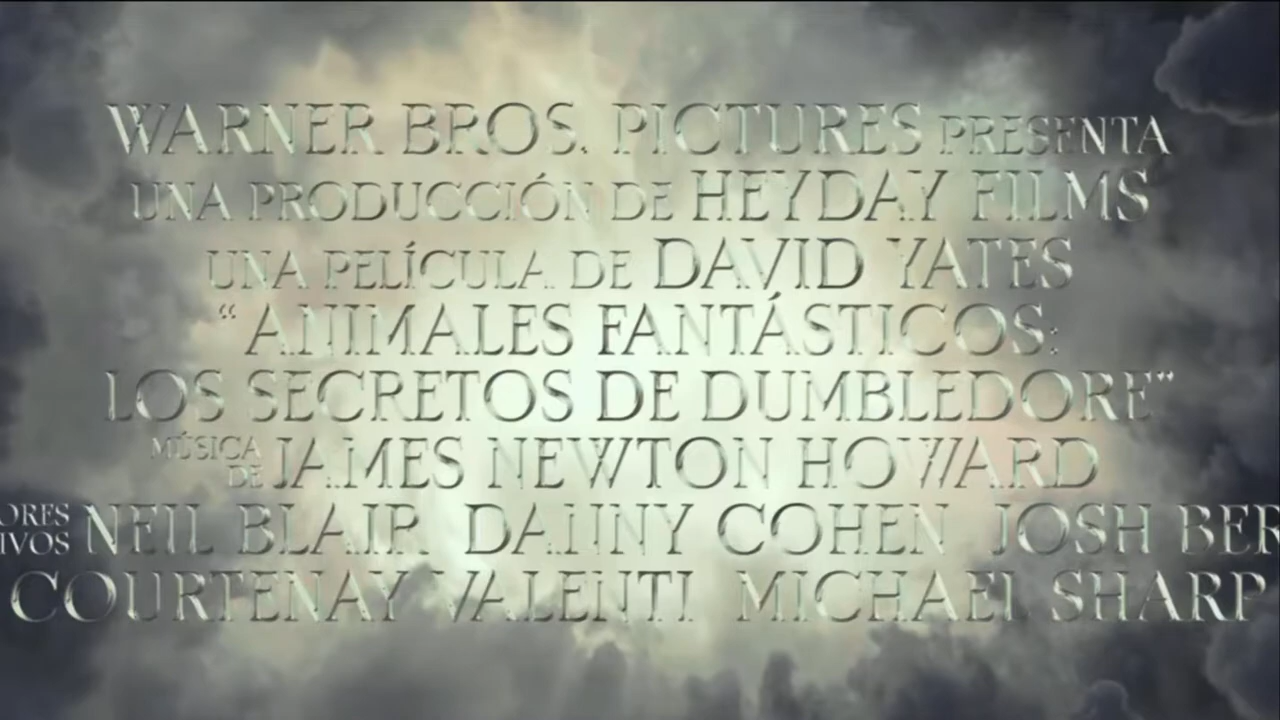 WARNER BROS. PICTURES PRESENTA
UNA PRODUCCIÓN DE HEYDAY FILMS
UNA PELÍCULA DE DAVID YATES
“ANIMALES FANTÁSTICOS:
LOS SECRETOS DE DUMBLEDORE”
MÚSICA
DE JAMES NEWTON HOWARD
NEIL BLAIR DANNY COHEN JOSH
COURTENAY VALENTI MICHAEL SHARP